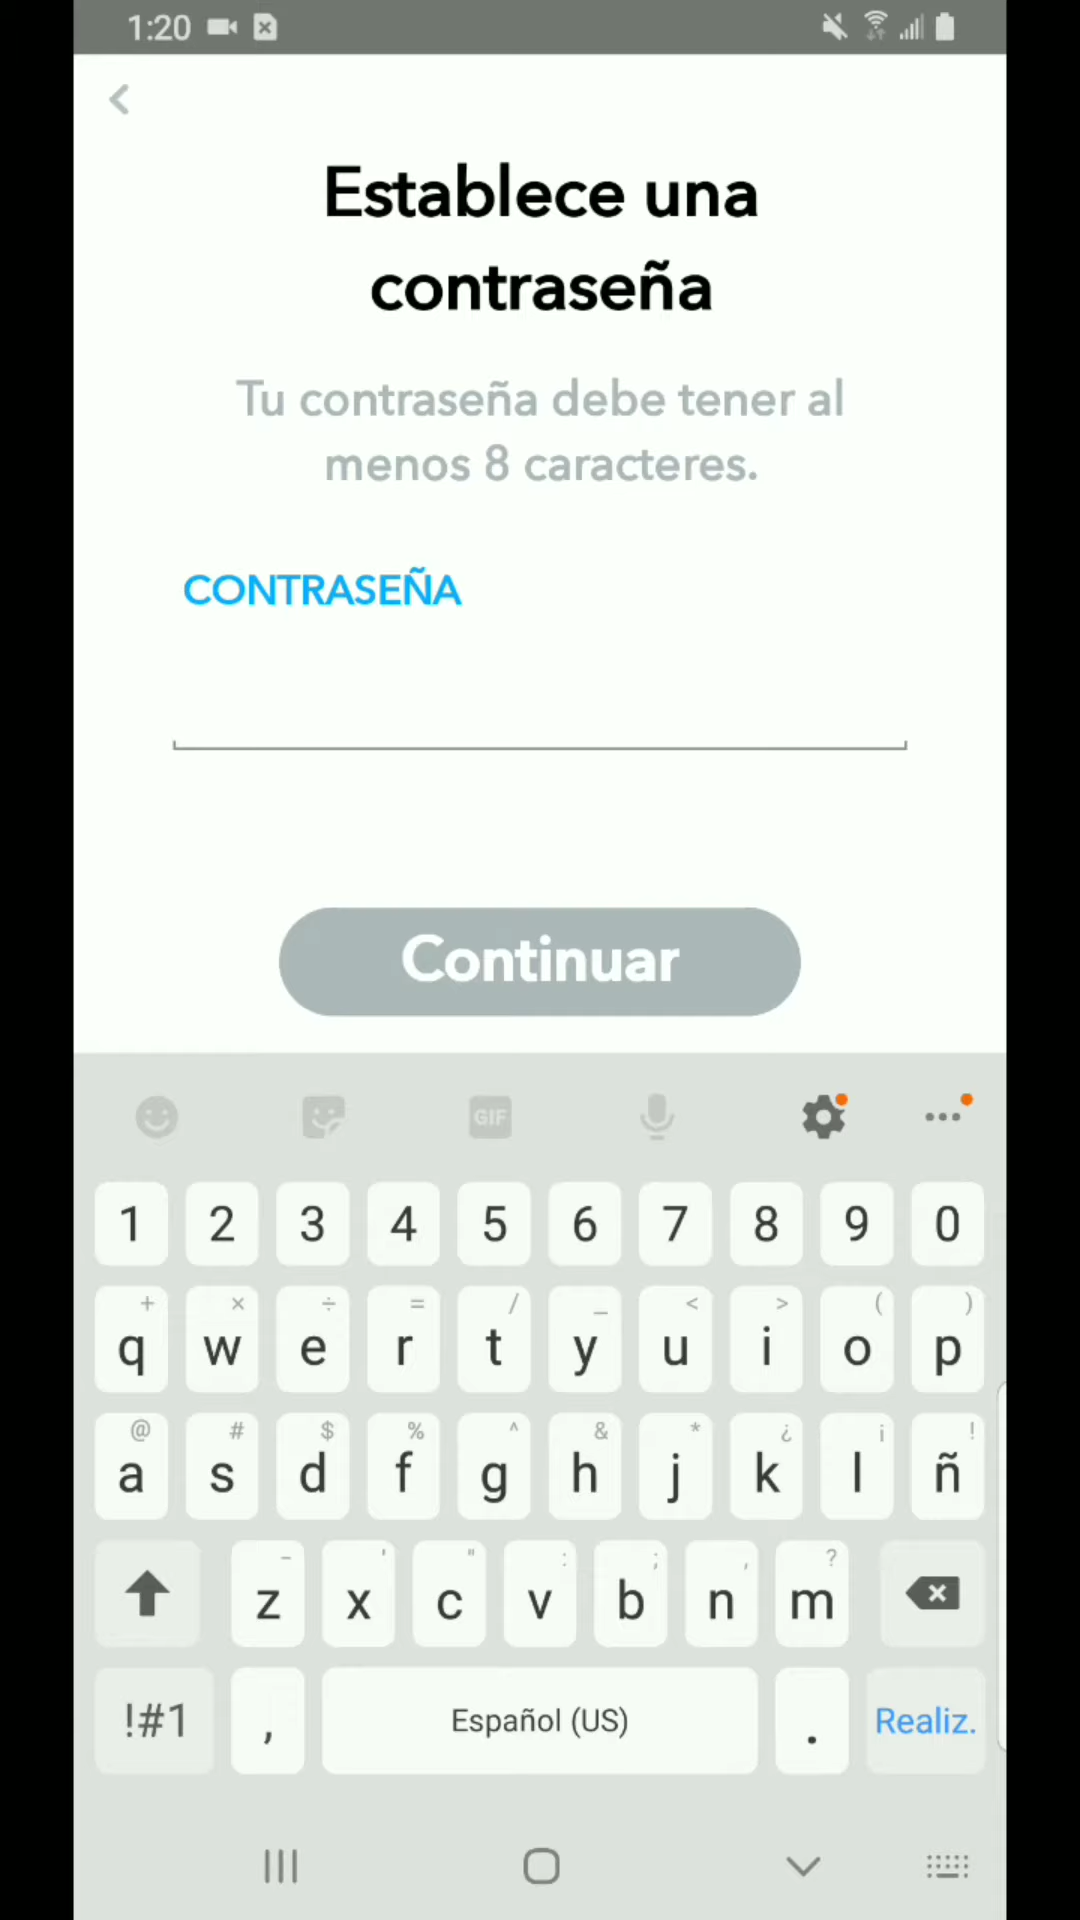 1:20
Establece una
contraseña
Tu contraseña debe tener al
menos 8 caracteres.
CONTRASEÑA
Continuar
GIF
1 2 3 4 5 6 7 8 9 0
+ × ÷ = / _ < > ( )
q w e r t y u i o p
@ # $ % ^ & * ¿ ¡ !
a s d f g h j k l ñ
- ' " : ; , ?
z x c v b n m
!#1 , Español (US) . Realiz.